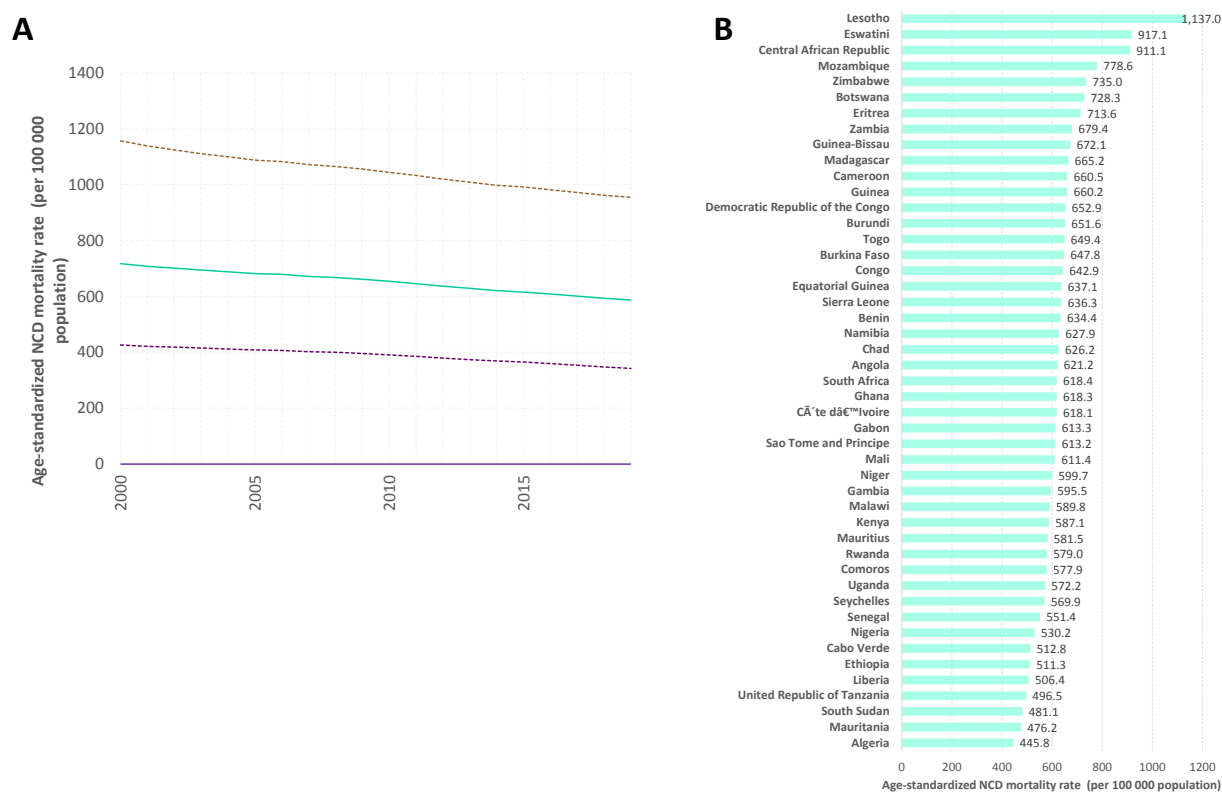 A
Age-standardized NCD mortality rate (per 100 000
population)
1400
1200
1000
800
600
400
200
0
2000
2005
2010
2015
B
Lesotho 1,137.0
Eswatini 917.1
Central African Republic 911.1
Mozambique 778.6
Zimbabwe 735.0
Botswana 728.3
Eritrea 713.6
Zambia 679.4
Guinea-Bissau 672.1
Madagascar 665.2
Cameroon 660.5
Guinea 660.2
Democratic Republic of the Congo 652.9
Burundi 651.6
Togo 649.4
Burkina Faso 647.8
Congo 642.9
Equatorial Guinea 637.1
Sierra Leone 636.3
Benin 634.4
Namibia 627.9
Chad 626.2
Angola 621.2
South Africa 618.4
Ghana 618.3
CÃ´te dâ€™Ivoire 618.1
Gabon 613.3
Sao Tome and Principe 613.2
Mali 611.4
Niger 599.7
Gambia 595.5
Malawi 589.8
Kenya 587.1
Mauritius 581.5
Rwanda 579.0
Comoros 577.9
Uganda 572.2
Seychelles 569.9
Senegal 551.4
Nigeria 530.2
Cabo Verde 512.8
Ethiopia 511.3
Liberia 506.4
United Republic of Tanzania 496.5
South Sudan 481.1
Mauritania 476.2
Algeria 445.8
0 200 400 600 800 1000 1200
Age-standardized NCD mortality rate (per 100 000 population)